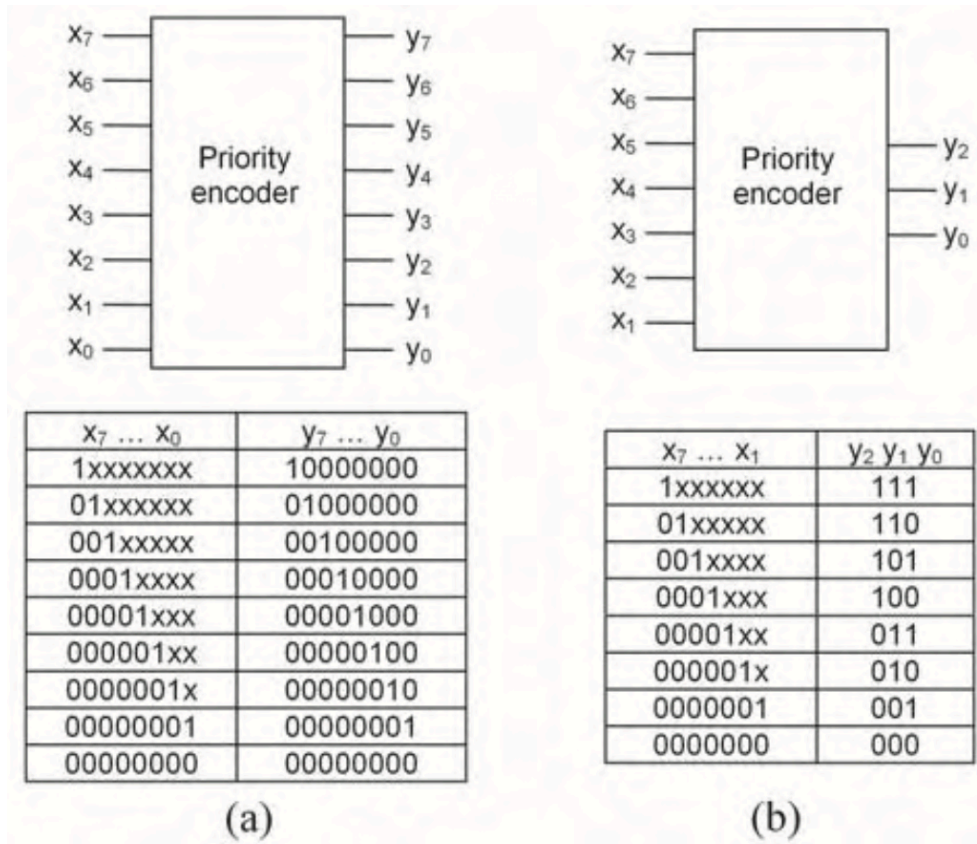 x₇ y₇
x₆ y₆
x₅ y₅
x₄ y₄
x₃ y₃
x₂ y₂
x₁ y₁
x₀ y₀
Priority
encoder
x₇ … x₀ y₇ … y₀
1xxxxxxx 10000000
01xxxxxx 01000000
001xxxxx 00100000
0001xxxx 00010000
00001xxx 00001000
000001xx 00000100
0000001x 00000010
00000001 00000001
00000000 00000000
(a)
x₇
x₆
x₅ y₂
x₄ y₁
x₃ y₀
x₂
x₁
Priority
encoder
x₇ … x₁ y₂ y₁ y₀
1xxxxxx 111
01xxxxx 110
001xxxx 101
0001xxx 100
00001xx 011
000001x 010
0000001 001
0000000 000
(b)